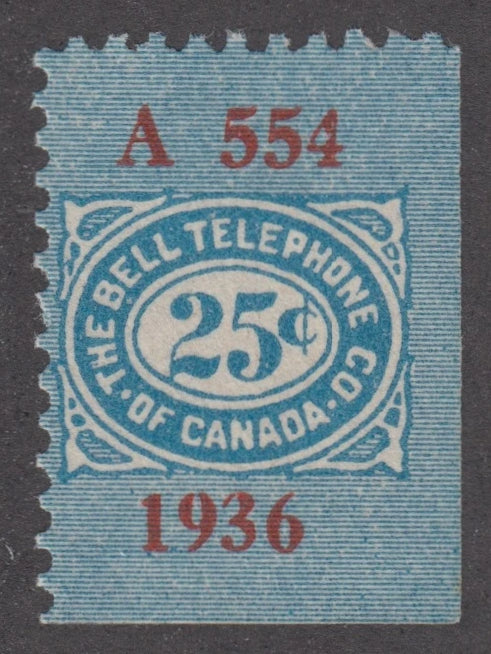 A 554
THE BELL TELEPHONE CO
25¢
· OF CANADA ·
1936